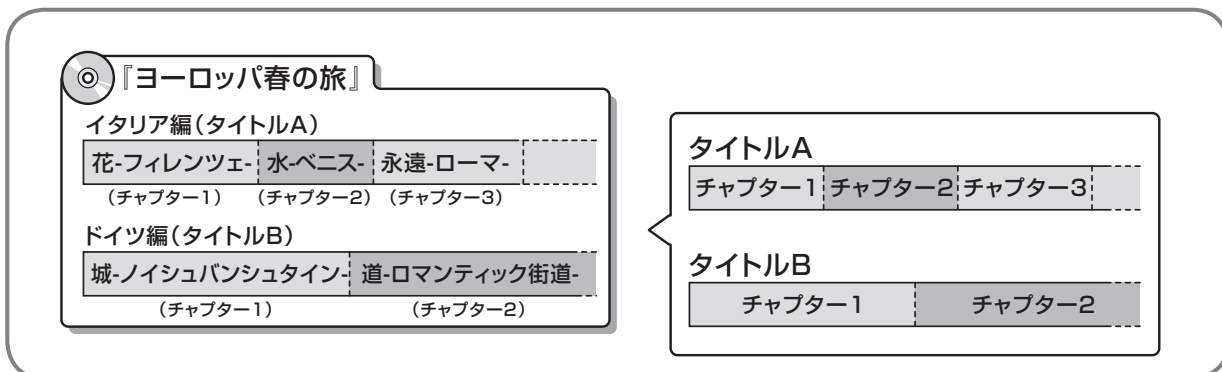 『ヨーロッパ春の旅』
イタリア編(タイトルA)
花-フィレンツェ- 水-ベニス- 永遠-ローマ-
(チャプター1) (チャプター2) (チャプター3)
ドイツ編(タイトルB)
城-ノイシュバンシュタイン- 道-ロマンティック街道-
(チャプター1) (チャプター2)
タイトルA
チャプター1 チャプター2 チャプター3
タイトルB
チャプター1 チャプター2